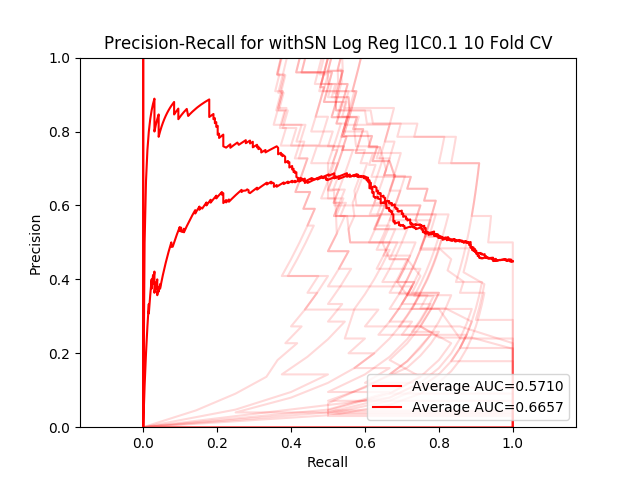 Precision-Recall for withSN Log Reg l1C0.1 10 Fold CV
1.0
0.8
0.6
0.4
0.2
0.0
Precision
0.0 0.2 0.4 0.6 0.8 1.0
Recall
Average AUC=0.5710
Average AUC=0.6657